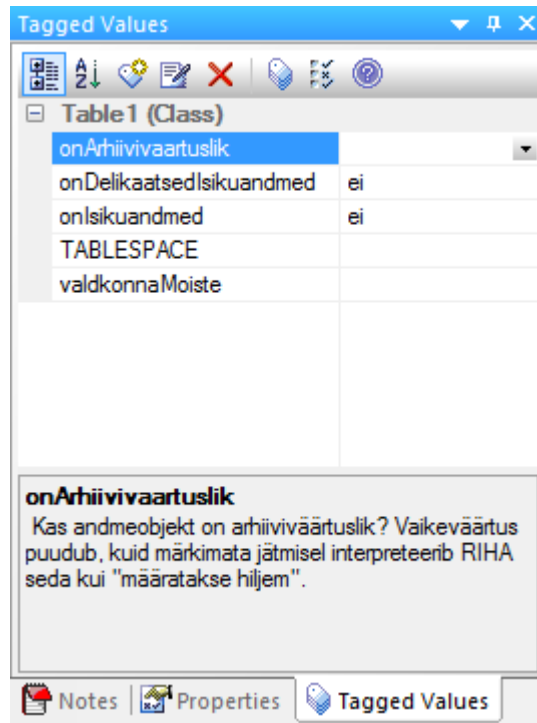 Tagged Values
Table1 (Class)
onArhiivivaartuslik
onDelikaatsedIsikuandmed ei
onIsikuandmed ei
TABLESPACE
valdkonnaMoiste
onArhiivivaartuslik
Kas andmeobjekt on arhiiviväärtuslik? Vaikeväärtus
puudub, kuid märkimata jätmisel interpreteerib RIHA
seda kui "määratakse hiljem".
Notes Properties Tagged Values